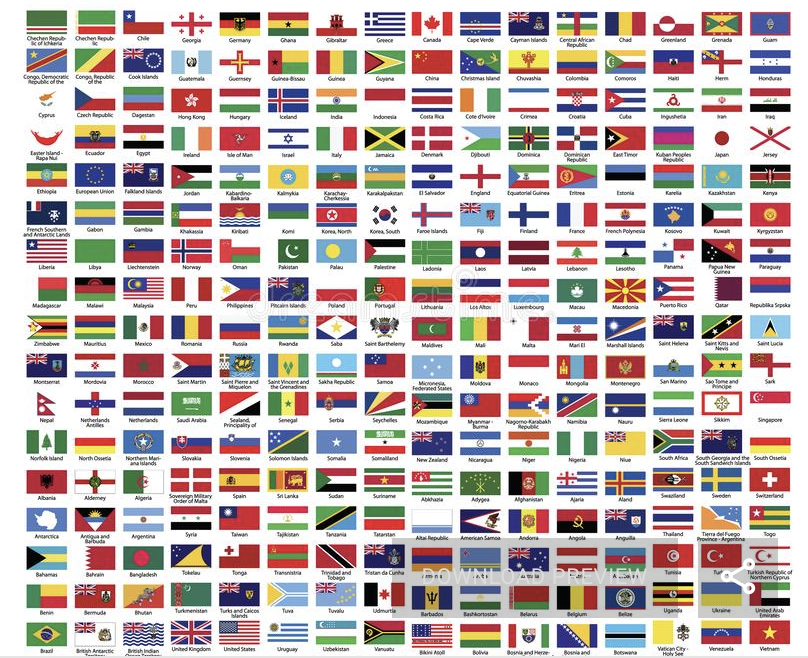 Chechen Republic of Ichkeria
Chechen Republic
Chile
Georgia
Germany
Ghana
Gibraltar
Greece
Canada
Cape Verde
Cayman Islands
Central African
Republic
Chad
Greenland
Grenada
Guam
Congo, Democratic
Republic of the
Congo, Republic
of the
Cook Islands
Guatemala
Guernsey
Guinea-Bissau
Guinea
Guyana
China
Christmas Island
Chuvashia
Colombia
Comoros
Haiti
Herm
Honduras
Cyprus
Czech Republic
Dagestan
Hong Kong
Hungary
Iceland
India
Indonesia
Costa Rica
Cote d'Ivoire
Crimea
Croatia
Cuba
Ingushetia
Iran
Iraq
Easter Island -
Rapa Nui
Ecuador
Egypt
Ireland
Isle of Man
Israel
Italy
Jamaica
Denmark
Djibouti
Dominica
Dominican
Republic
East Timor
Kuban Peoples
Republic
Japan
Jersey
Ethiopia
European Union
Falkland Islands
Jordan
Kabardino-
Balkaria
Kalmykia
Karachay-
Cherkessia
Karakalpakstan
El Salvador
England
Equatorial Guinea
Eritrea
Estonia
Karelia
Kazakhstan
Kenya
French Southern
and Antarctic Lands
Gabon
Gambia
Khakassia
Kiribati
Komi
Korea, North
Korea, South
Faroe Islands
Fiji
Finland
France
French Polynesia
Kosovo
Kuwait
Kyrgyzstan
Liberia
Libya
Liechtenstein
Norway
Oman
Pakistan
Palau
Palestine
Ladonia
Laos
Latvia
Lebanon
Lesotho
Panama
Papua New
Guinea
Paraguay
Madagascar
Malawi
Malaysia
Peru
Philippines
Pitcairn Islands
Poland
Portugal
Lithuania
Los Altos
Luxembourg
Macau
Macedonia
Puerto Rico
Qatar
Republika Srpska
Zimbabwe
Mauritius
Mexico
Romania
Russia
Rwanda
Saba
Saint Barthelemy
Maldives
Mali
Malta
Mari El
Marshall Islands
Saint Helena
Saint Kitts and
Nevis
Saint Lucia
Montserrat
Mordovia
Morocco
Saint Martin
Saint Pierre and
Miquelon
Saint Vincent and
the Grenadines
Sakha Republic
Samoa
Micronesia,
Federated States
Moldova
Monaco
Mongolia
Montenegro
San Marino
Sao Tome and
Principe
Sark
Nepal
Netherlands
Antilles
Netherlands
Saudi Arabia
Sealand,
Principality of
Senegal
Serbia
Seychelles
Mozambique
Myanmar -
Burma
Nagorno-Karabakh
Republic
Namibia
Nauru
Sierra Leone
Sikkim
Singapore
Norfolk Island
North Ossetia
Northern Mari-
ana Islands
Slovakia
Slovenia
Solomon Islands
Somalia
Somaliland
New Zealand
Nicaragua
Niger
Nigeria
Niue
South Africa
South Georgia and the
South Sandwich Islands
South Ossetia
Albania
Alderney
Algeria
Sovereign Military
Order of Malta
Spain
Sri Lanka
Sudan
Suriname
Abkhazia
Adygea
Afghanistan
Ajaria
Aland
Swaziland
Sweden
Switzerland
Antarctica
Antigua and
Barbuda
Argentina
Syria
Taiwan
Tajikistan
Tanzania
Tatarstan
Altai Republic
American Samoa
Andorra
Angola
Anguilla
Thailand
Tierra del Fuego
Province - Argentina
Togo
Bahamas
Bahrain
Bangladesh
Tokelau
Tonga
Transnistria
Trinidad and
Tobago
Tristan da Cunha
DOWNLOAD PREVIEW
Tunisia
Turkish Republic of
Northern Cyprus
Benin
Bermuda
Bhutan
Turkmenistan
Turks and Caicos
Islands
Tuva
Tuvalu
Udmurtia
Barbados
Bashkortostan
Belarus
Belgium
Belize
Uganda
Ukraine
United Arab
Emirates
Brazil
British Antarctic
Territory
British Indian
Ocean Territory
United Kingdom
United States
Uruguay
Uzbekistan
Vanuatu
Bikini Atoll
Bolivia
Bosnia and Herze-
Bosnia and
Botswana
Vatican City -
Holy See
Venezuela
Vietnam